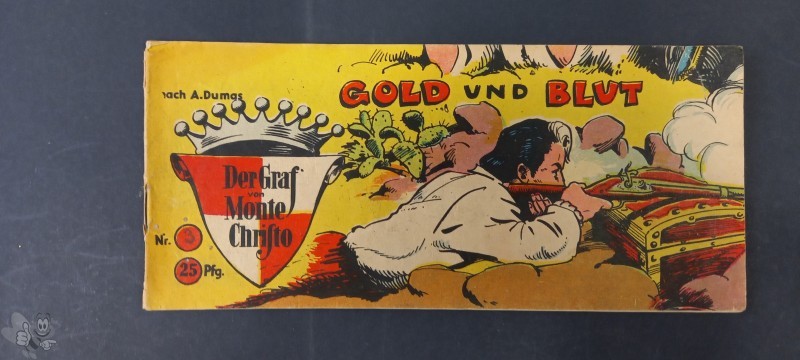 nach A. Dumas
GOLD UND BLUT
Der Graf
von
Monte
Christo
Nr. 3
25 Pfg.